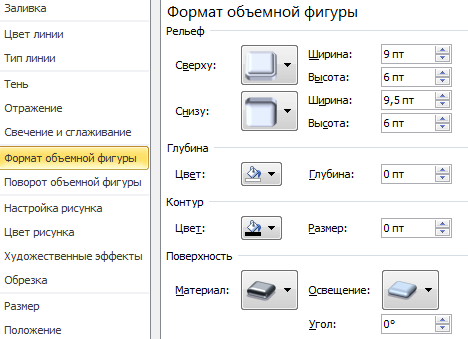 Заливка
Цвет линии
Тип линии
Тень
Отражение
Свечение и сглаживание
Формат объемной фигуры
Поворот объемной фигуры
Настройка рисунка
Цвет рисунка
Художественные эффекты
Обрезка
Размер
Положение
Формат объемной фигуры
Рельеф
Сверху: Ширина: 9 пт
Высота: 6 пт
Снизу: Ширина: 9,5 пт
Высота: 6 пт
Глубина
Цвет: Глубина: 0 пт
Контур
Цвет: Размер: 0 пт
Поверхность
Материал: Освещение:
Угол: 0°